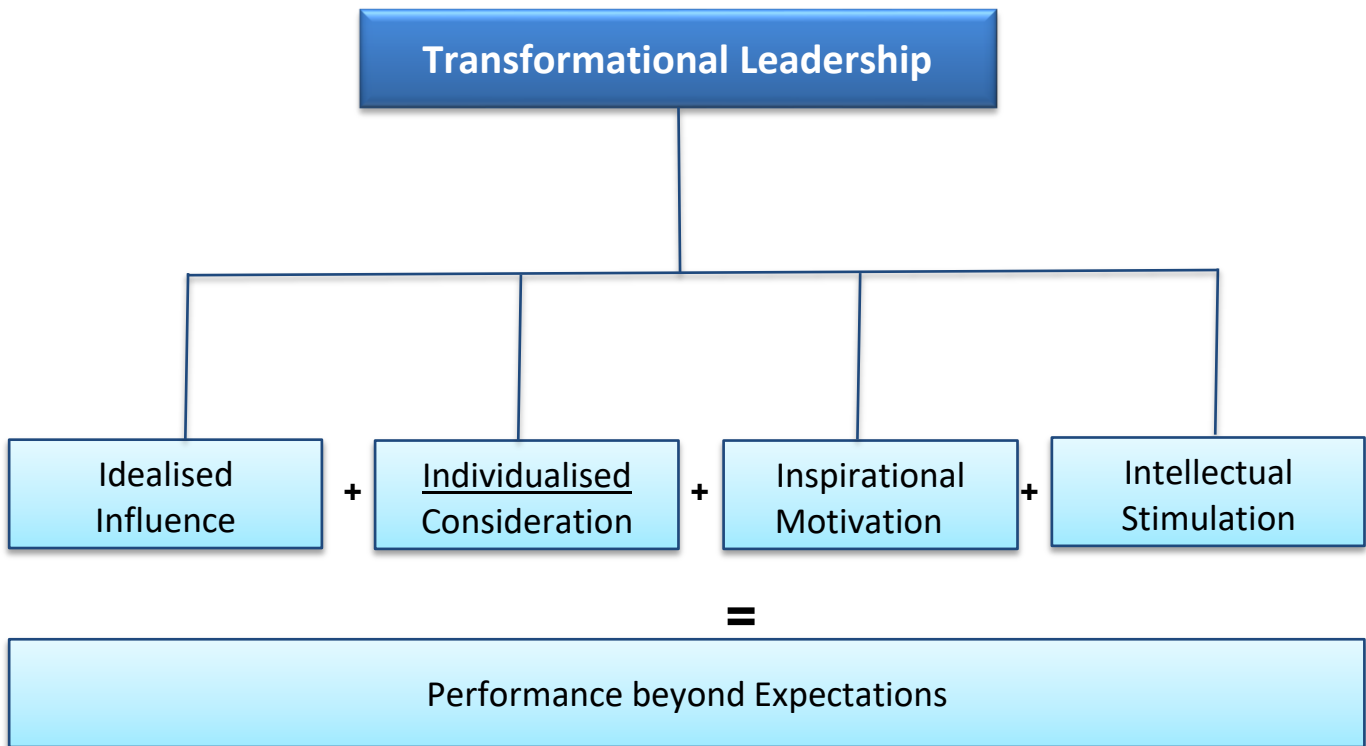 Transformational Leadership
Idealised
Influence
+
Individualised
Consideration
+
Inspirational
Motivation
+
Intellectual
Stimulation
=
Performance beyond Expectations